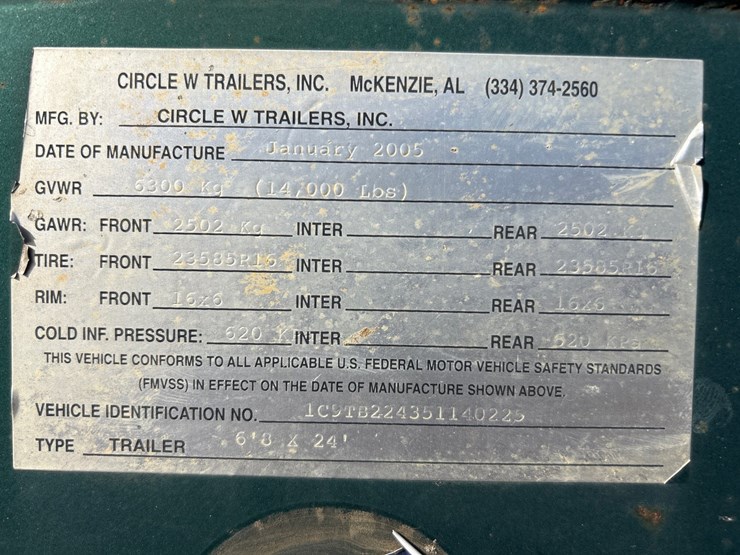 CIRCLE W TRAILERS, INC. McKENZIE, AL (334) 374-2560
MFG. BY: CIRCLE W TRAILERS, INC.
DATE OF MANUFACTURE January 2005
GVWR 6300 Kg (14,000 Lbs)
GAWR: FRONT 2502 Kg INTER REAR 2502 Kg
TIRE: FRONT 23585R16 INTER REAR 23585R16
RIM: FRONT 16x6 INTER REAR 16x6
COLD INF. PRESSURE: 620 K INTER REAR 620 KPa
THIS VEHICLE CONFORMS TO ALL APPLICABLE U.S. FEDERAL MOTOR VEHICLE SAFETY STANDARDS
(FMVSS) IN EFFECT ON THE DATE OF MANUFACTURE SHOWN ABOVE.
VEHICLE IDENTIFICATION NO. 1C9TB224351140225
TYPE TRAILER 6'8 X 24'